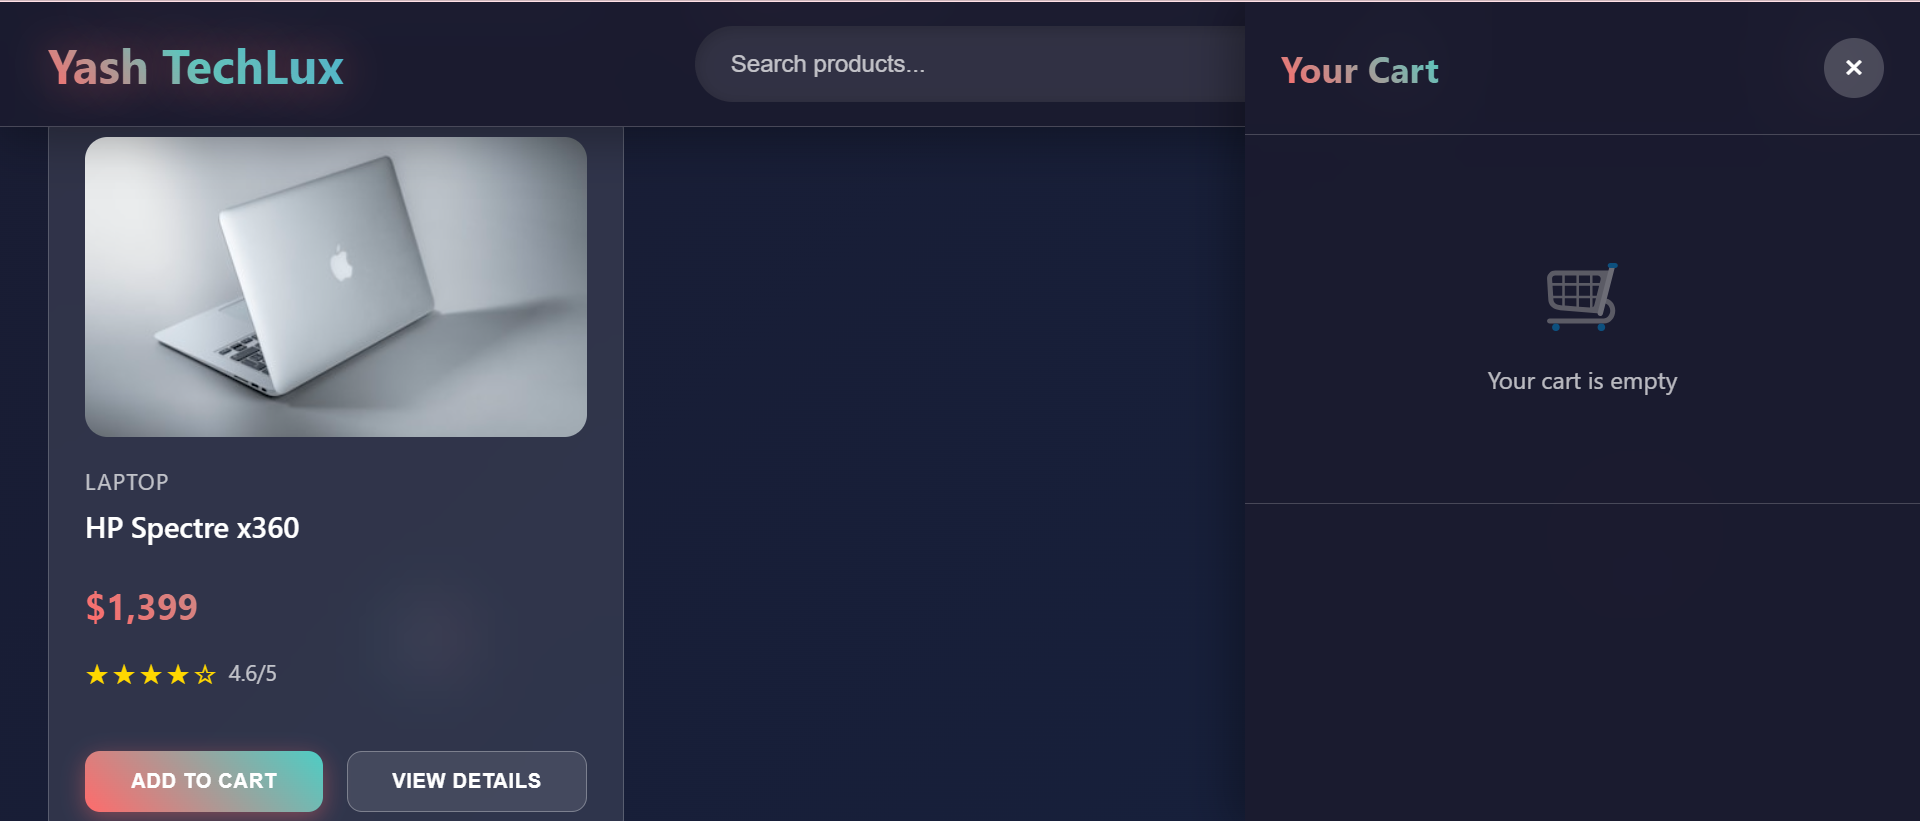 Yash TechLux
Search products...
Your Cart
×
Your cart is empty
LAPTOP
HP Spectre x360
$1,399
★★★★☆ 4.6/5
ADD TO CART
VIEW DETAILS